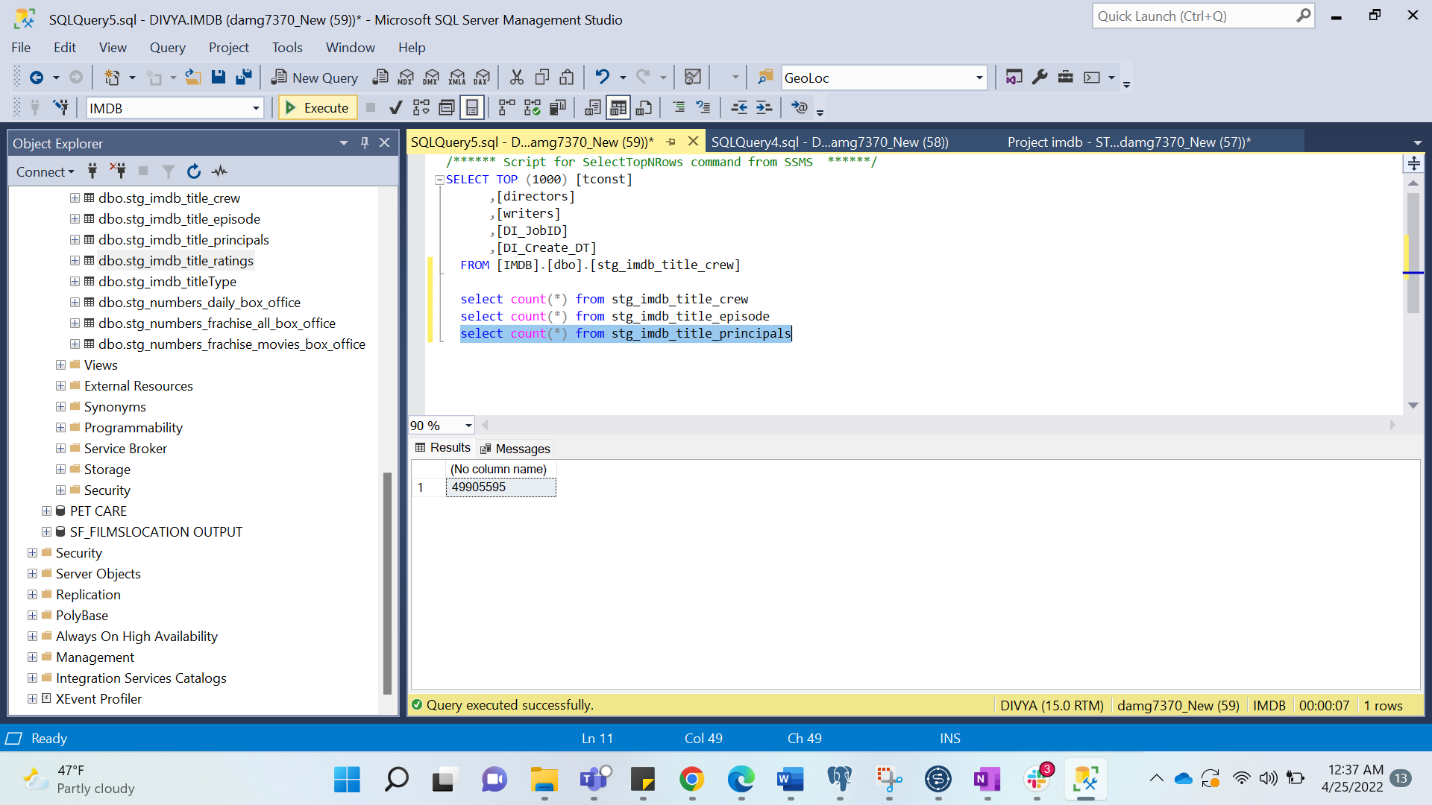 SQLQuery5.sql - DIVYA.IMDB (damg7370_New (59))* - Microsoft SQL Server Management Studio
Quick Launch (Ctrl+Q)
File Edit View Query Project Tools Window Help
New Query
MDX DMX XMLA DAX
GeoLoc
IMDB
Execute
Object Explorer
SQLQuery5.sql - D...amg7370_New (59))*
SQLQuery4.sql - D...amg7370_New (58))
Project imdb - ST...damg7370_New (57))*
Connect
dbo.stg_imdb_title_crew
dbo.stg_imdb_title_episode
dbo.stg_imdb_title_principals
dbo.stg_imdb_title_ratings
dbo.stg_imdb_titleType
dbo.stg_numbers_daily_box_office
dbo.stg_numbers_frachise_all_box_office
dbo.stg_numbers_frachise_movies_box_office
Views
External Resources
Synonyms
Programmability
Service Broker
Storage
Security
PET CARE
SF_FILMSLOCATION OUTPUT
Security
Server Objects
Replication
PolyBase
Always On High Availability
Management
Integration Services Catalogs
XEvent Profiler
/****** Script for SelectTopNRows command from SSMS ******/
SELECT TOP (1000) [tconst]
,[directors]
,[writers]
,[DI_JobID]
,[DI_Create_DT]
FROM [IMDB].[dbo].[stg_imdb_title_crew]
select count(*) from stg_imdb_title_crew
select count(*) from stg_imdb_title_episode
select count(*) from stg_imdb_title_principals
90 %
Results Messages
(No column name)
1 49905595
Query executed successfully.
DIVYA (15.0 RTM) damg7370_New (59) IMDB 00:00:07 1 rows
Ready Ln 11 Col 49 Ch 49 INS
47°F
Partly cloudy
3
12:37 AM
4/25/2022
13